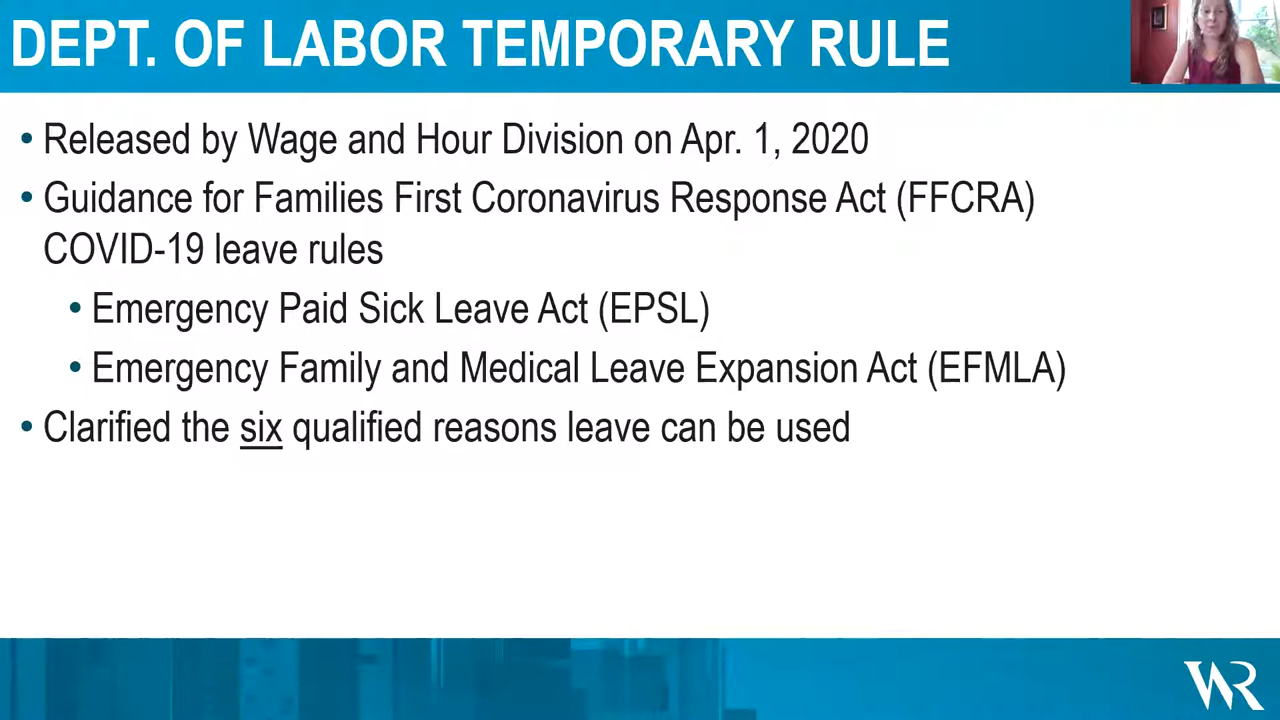 DEPT. OF LABOR TEMPORARY RULE
• Released by Wage and Hour Division on Apr. 1, 2020
• Guidance for Families First Coronavirus Response Act (FFCRA)
COVID-19 leave rules
• Emergency Paid Sick Leave Act (EPSL)
• Emergency Family and Medical Leave Expansion Act (EFMLA)
• Clarified the six qualified reasons leave can be used
WR